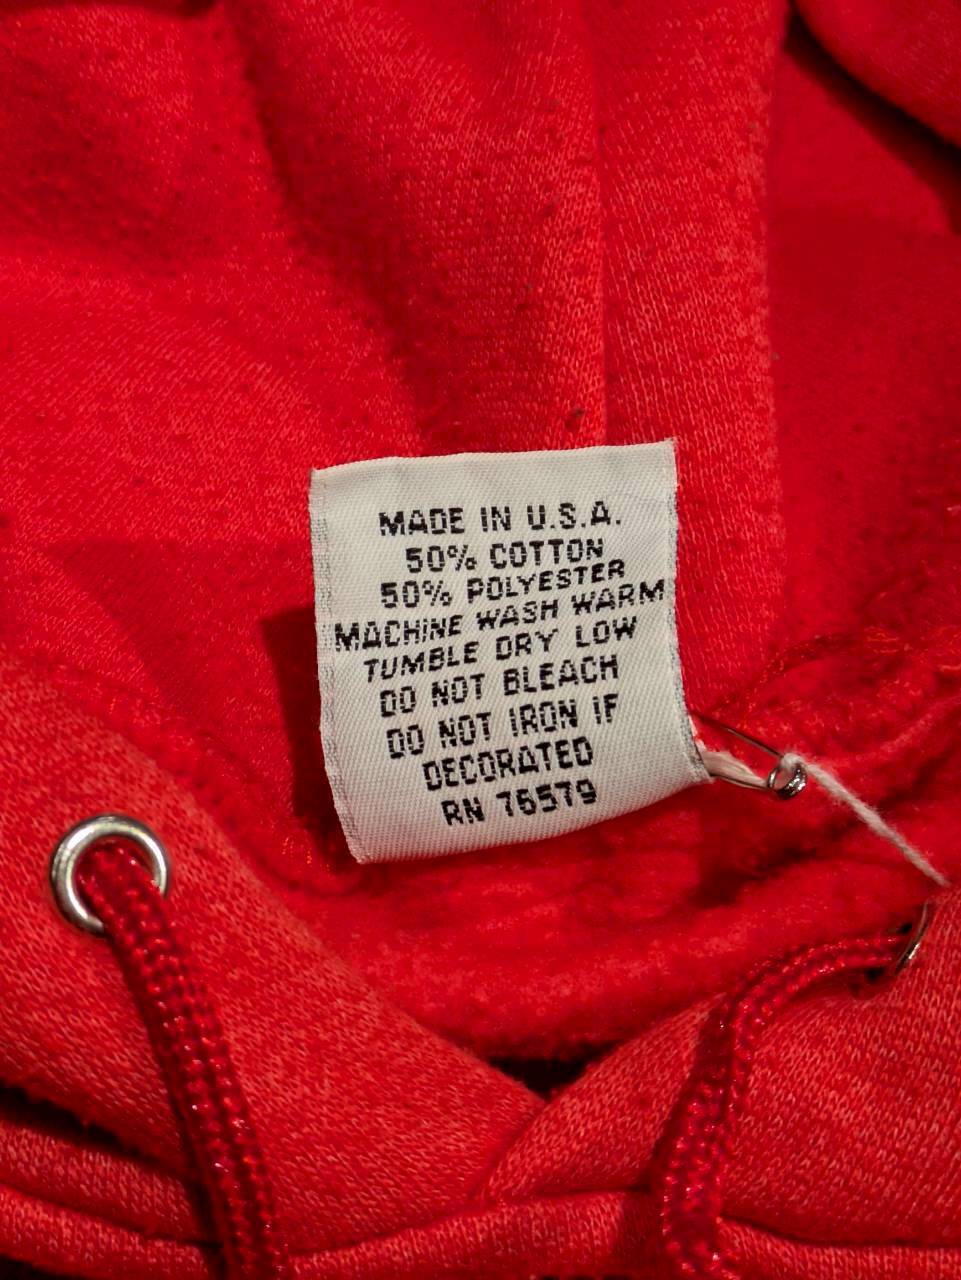 MADE IN U.S.A.
50% COTTON
50% POLYESTER
MACHINE WASH WARM
TUMBLE DRY LOW
DO NOT BLEACH
DO NOT IRON IF
DECORATED
RN 76579